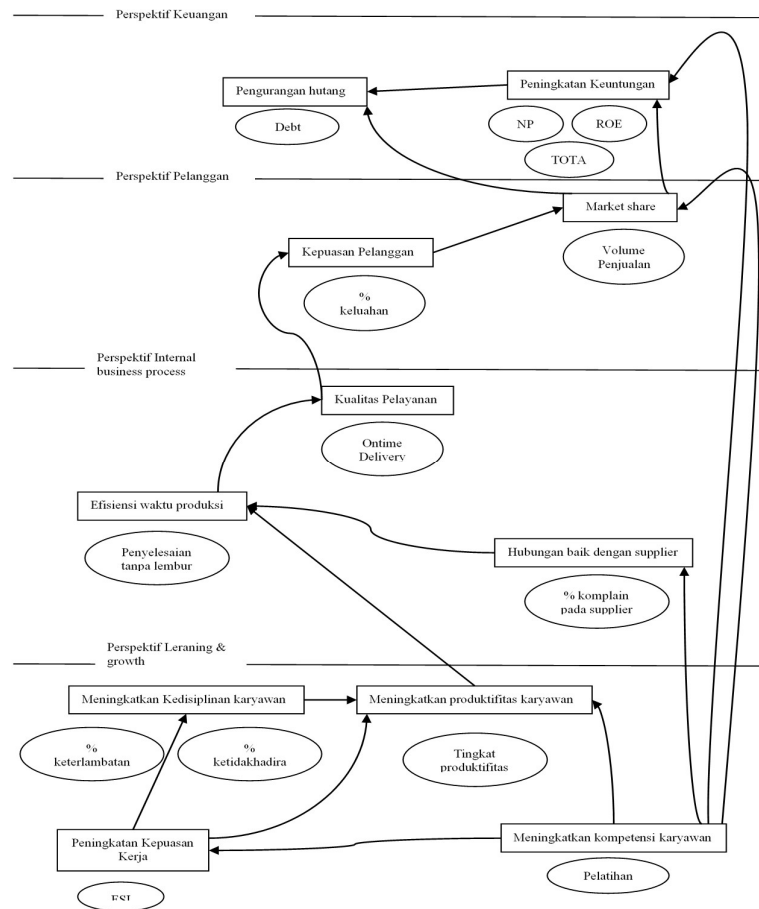 Perspektif Keuangan
Pengurangan hutang
Peningkatan Keuntungan
Debt
NP
ROE
TOTA
Perspektif Pelanggan
Market share
Kepuasan Pelanggan
Volume
Penjualan
%
keluahan
Perspektif Internal
business process
Kualitas Pelayanan
Ontime
Delivery
Efisiensi waktu produksi
Penyelesaian
tanpa lembur
Hubungan baik dengan supplier
% komplain
pada supplier
Perspektif Leraning &
growth
Meningkatkan Kedisiplinan karyawan
Meningkatkan produktifitas karyawan
%
keterlambatan
%
ketidakhadira
Tingkat
produktifitas
Peningkatan Kepuasan
Kerja
Meningkatkan kompetensi karyawan
Pelatihan